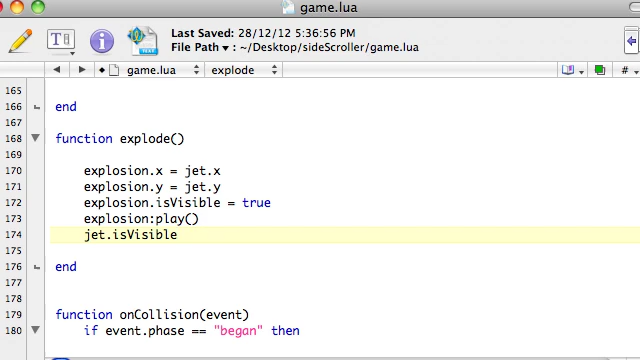 game.lua
Last Saved: 28/12/12 5:36:56 PM
File Path ▾ : ~/Desktop/sideScroller/game.lua
game.lua explode #
165
166 end
167
168 function explode()
169
170 explosion.x = jet.x
171 explosion.y = jet.y
172 explosion.isVisible = true
173 explosion:play()
174 jet.isVisible
175
176 end
177
178
179 function onCollision(event)
180 if event.phase == "began" then